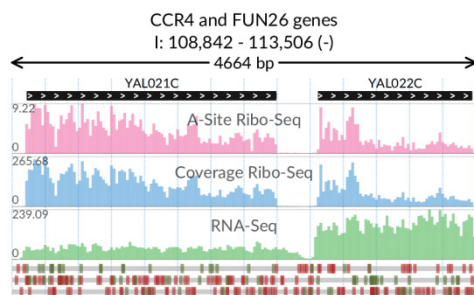 CCR4 and FUN26 genes
I: 108,842 - 113,506 (-)
4664 bp
YAL021C YAL022C
9.22
A-Site Ribo-Seq
0
265.68
Coverage Ribo-Seq
0
239.09
RNA-Seq
0